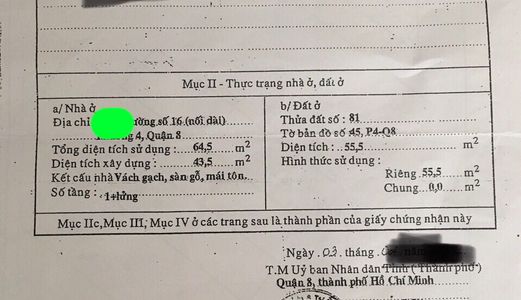 Mục II - Thực trạng nhà ở, đất ở
a/ Nhà ở
Địa chỉ ường số 16 (nối dài)
4, Quận 8
Tổng diện tích sử dụng : 64,5 m²
Diện tích xây dựng : 43,5 m²
Kết cấu nhà Vách gạch, sàn gỗ, mái tôn.
Số tầng : 1+lửng
b/ Đất ở
Thửa đất số : 81
Tờ bản đồ số 45, P4-Q8
Diện tích : 55,5 m²
Hình thức sử dụng :
Riêng 55,5 m²
Chung 0,0 m²
Mục IIc, Mục III, Mục IV ở các trang sau là thành phần của giấy chứng nhận này
Ngày . 03. tháng . năm
T.M Uỷ ban Nhân dân Tỉnh ( Thành phố )
Quận 8, thành phố Hồ Chí Minh